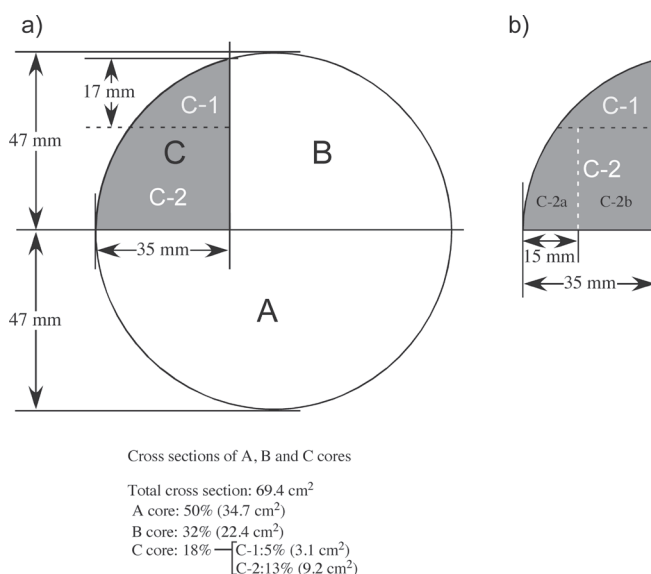 a)
17 mm
C-1
47 mm
C
B
C-2
35 mm
47 mm
A
b)
C-1
C-2
C-2a
C-2b
15 mm
35 mm
Cross sections of A, B and C cores
Total cross section: 69.4 cm²
A core: 50% (34.7 cm²)
B core: 32% (22.4 cm²)
C core: 18% C-1:5% (3.1 cm²)
C-2:13% (9.2 cm²)